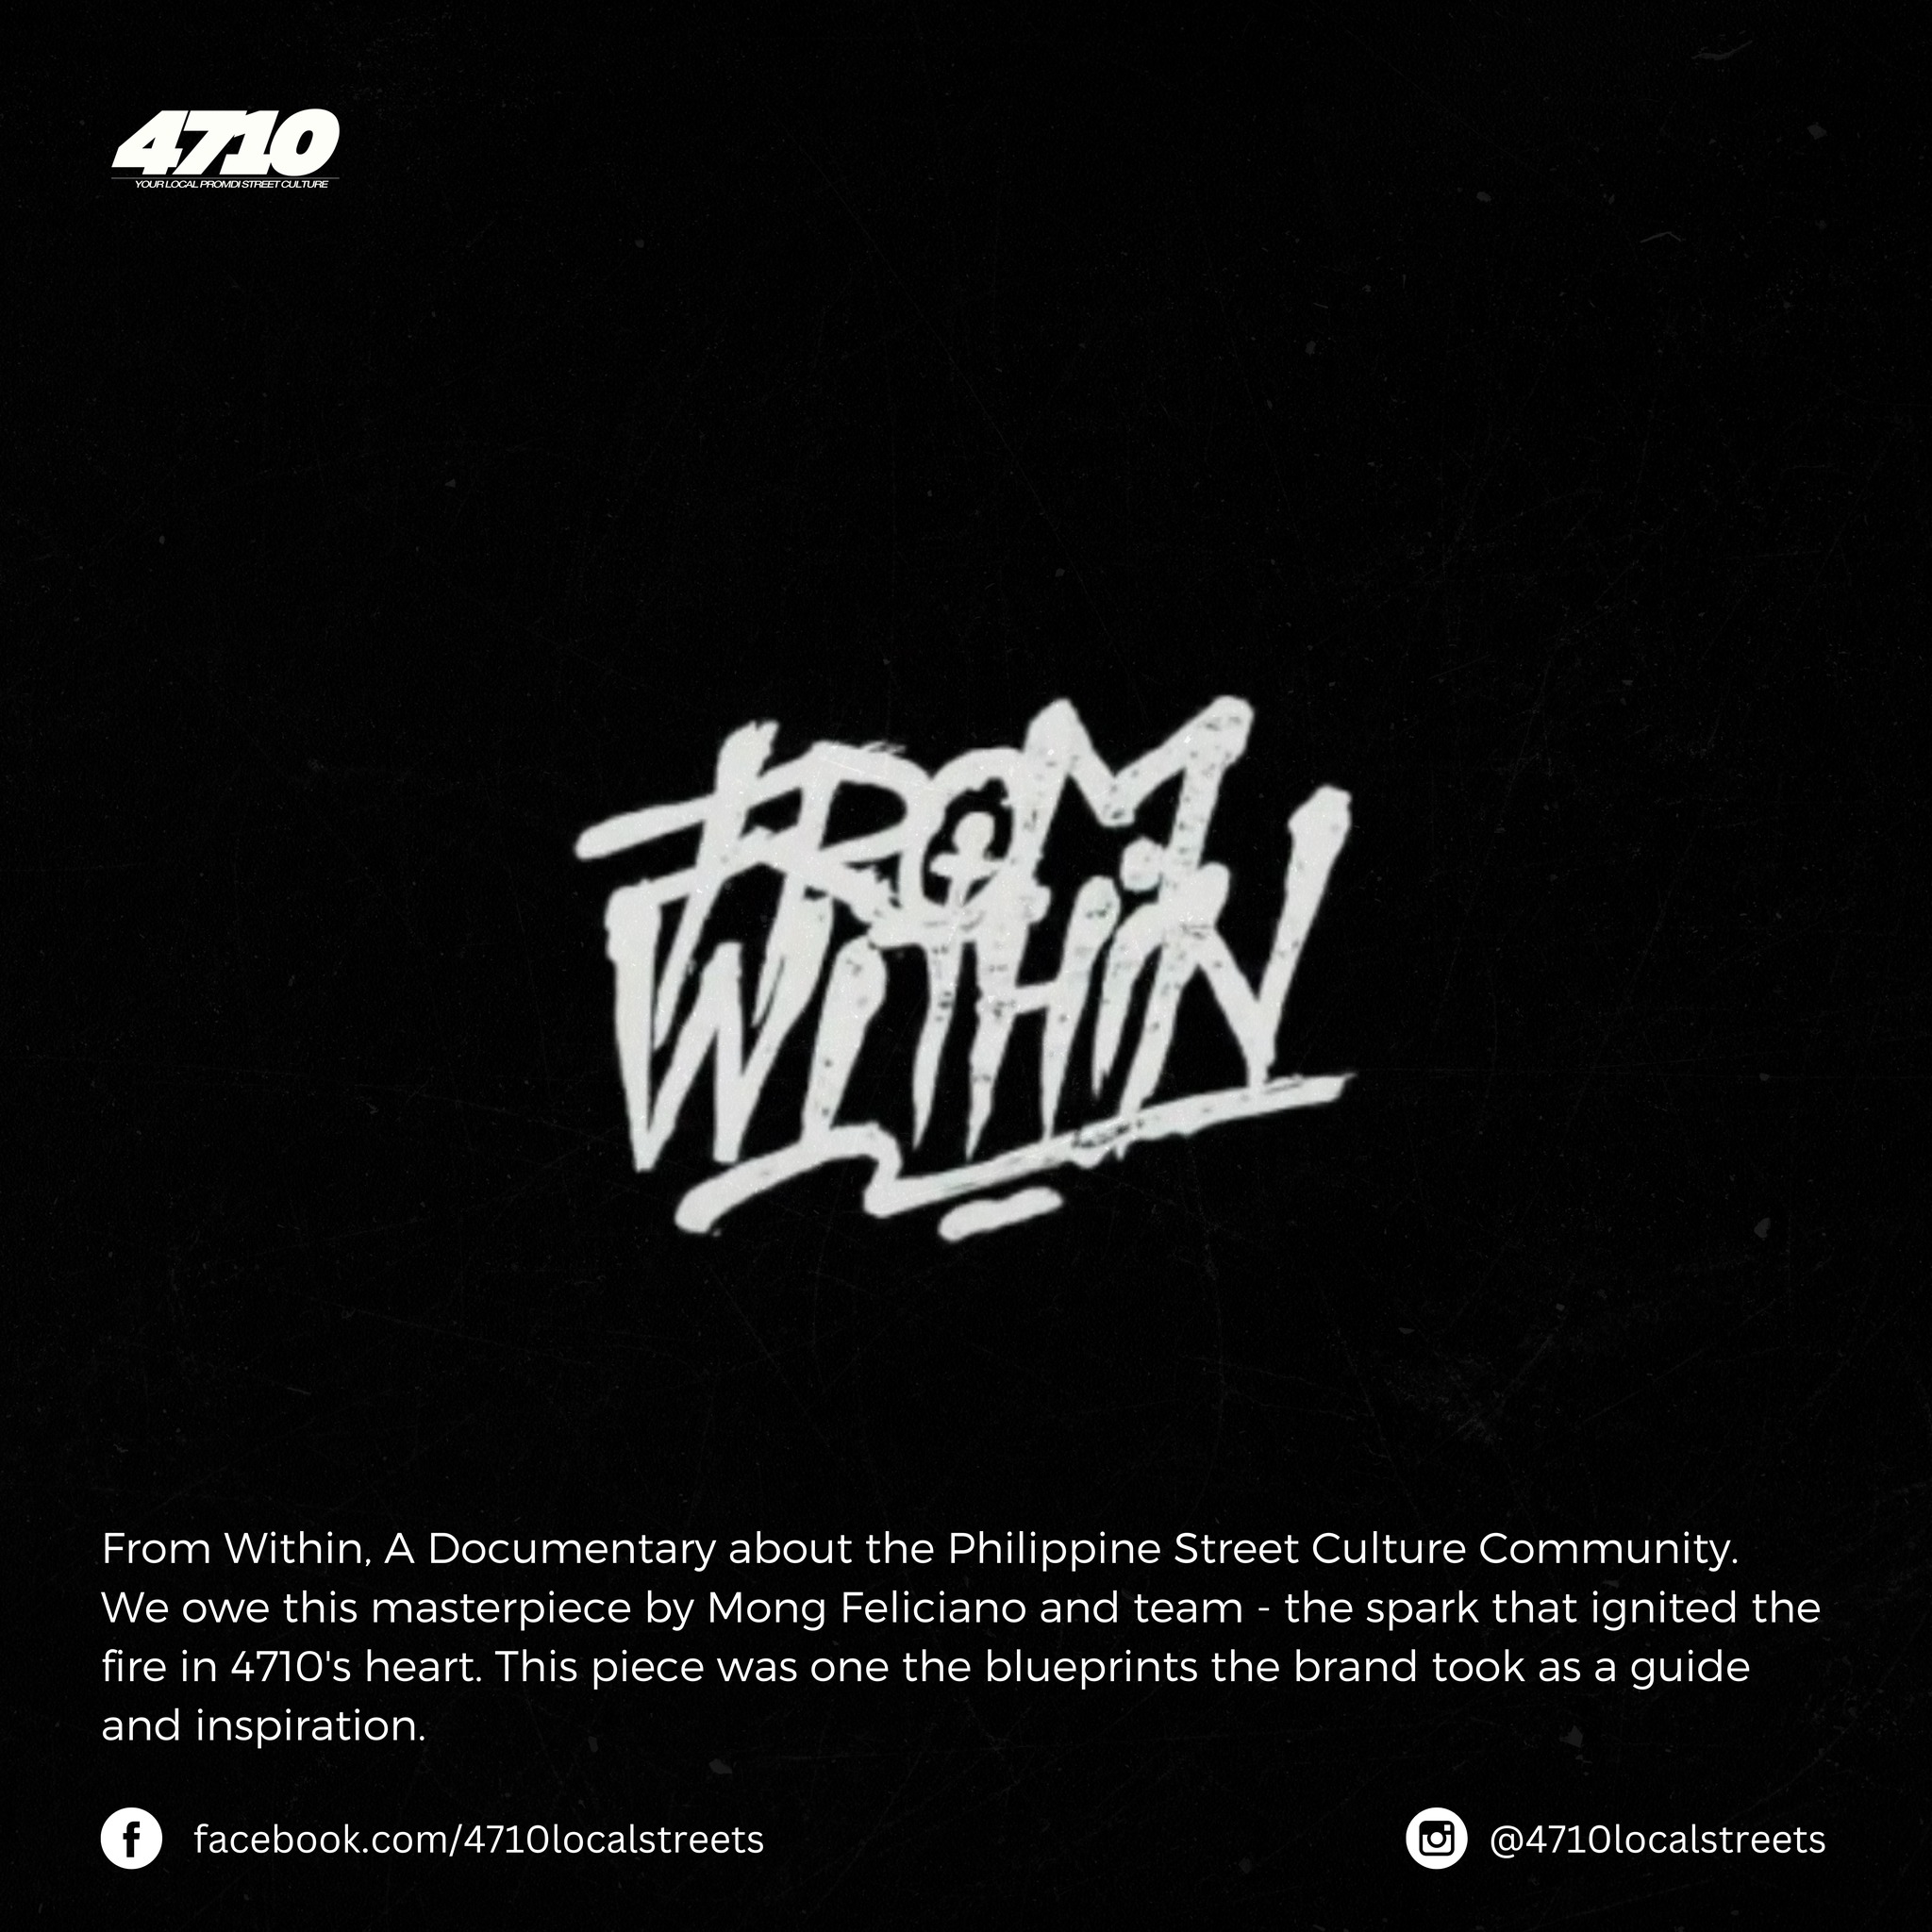 4710
YOUR LOCAL PROMDI STREET CULTURE
FROM
WiTHiN
From Within, A Documentary about the Philippine Street Culture Community.
We owe this masterpiece by Mong Feliciano and team - the spark that ignited the
fire in 4710's heart. This piece was one the blueprints the brand took as a guide
and inspiration.
facebook.com/4710localstreets
@4710localstreets